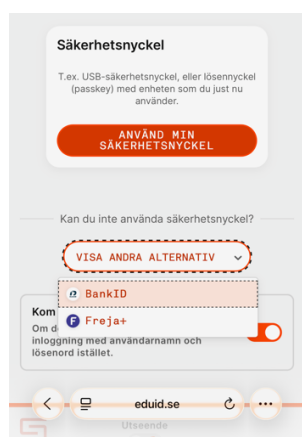 Säkerhetsnyckel
T.ex. USB-säkerhetsnyckel, eller lösennyckel
(passkey) med enheten som du just nu
använder.
ANVÄND MIN
SÄKERHETSNYCKEL
Kan du inte använda säkerhetsnyckel?
VISA ANDRA ALTERNATIV
BankID
Freja+
Kom
Om d
inloggning med användarnamn och
lösenord istället.
eduid.se
Utseende